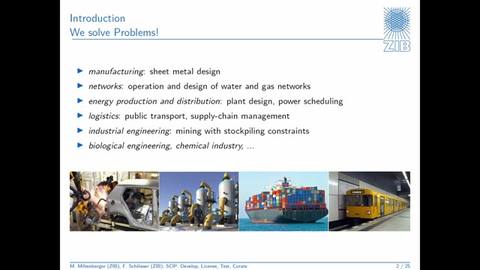 Introduction
We solve Problems!
ZIB
manufacturing: sheet metal design
networks: operation and design of water and gas networks
energy production and distribution: plant design, power scheduling
logistics: public transport, supply-chain management
industrial engineering: mining with stockpiling constraints
biological engineering, chemical industry, ...
M. Miltenberger (ZIB), F. Schlösser (ZIB): SCIP: Develop, License, Test, Curate
2 / 25